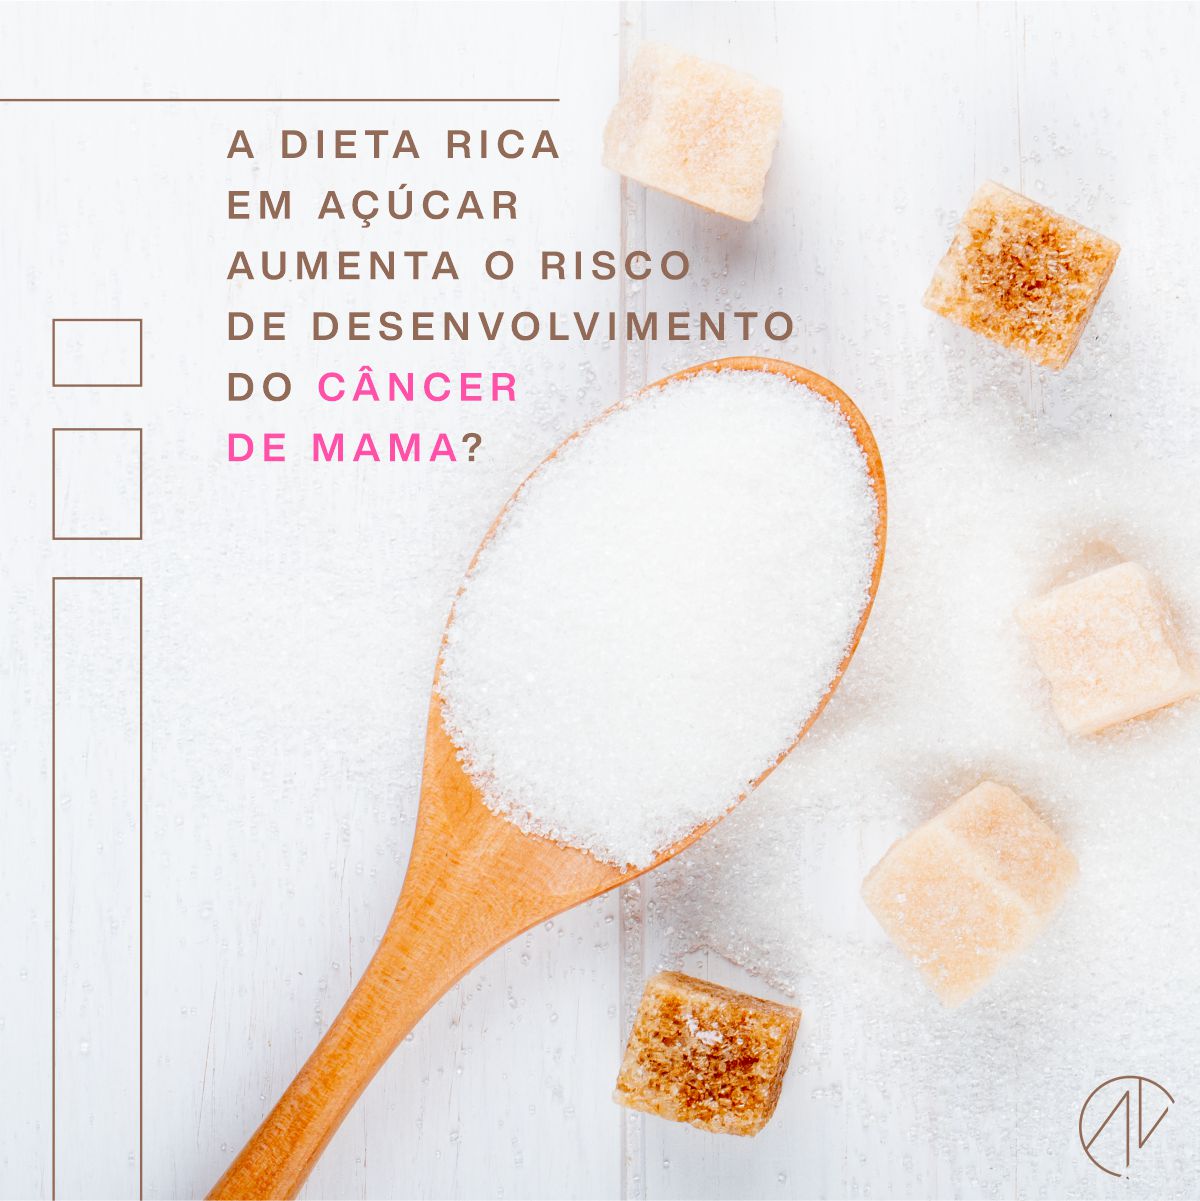 A DIETA RICA
EM AÇÚCAR
AUMENTA O RISCO
DE DESENVOLVIMENTO
DO CÂNCER
DE MAMA?